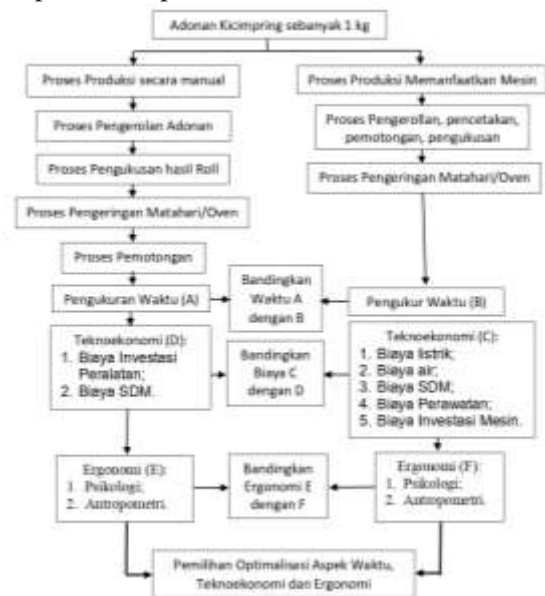 Adonan Kicimpring sebanyak 1 kg
Proses Produksi secara manual
Proses Produksi Memanfaatkan Mesin
Proses Pengerolan Adonan
Proses Pengerollan, pencetakan,
pemotongan, pengukusan
Proses Pengukusan hasil Roll
Proses Pengeringan Matahari/Oven
Proses Pengeringan Matahari/Oven
Proses Pemotongan
Pengukuran Waktu (A)
Bandingkan
Waktu A
dengan B
Pengukur Waktu (B)
Teknoekonomi (D):
1. Biaya Investasi
Peralatan;
2. Biaya SDM.
Bandingkan
Biaya C
dengan D
Teknoekonomi (C):
1. Biaya listrik;
2. Biaya air;
3. Biaya SDM;
4. Biaya Perawatan;
5. Biaya Investasi Mesin.
Ergonomi (E):
1. Psikologi;
2. Antropometri.
Bandingkan
Ergonomi E
dengan F
Ergonomi (F):
1. Psikologi;
2. Antropometri.
Pemilihan Optimalisasi Aspek Waktu,
Teknoekonomi dan Ergonomi